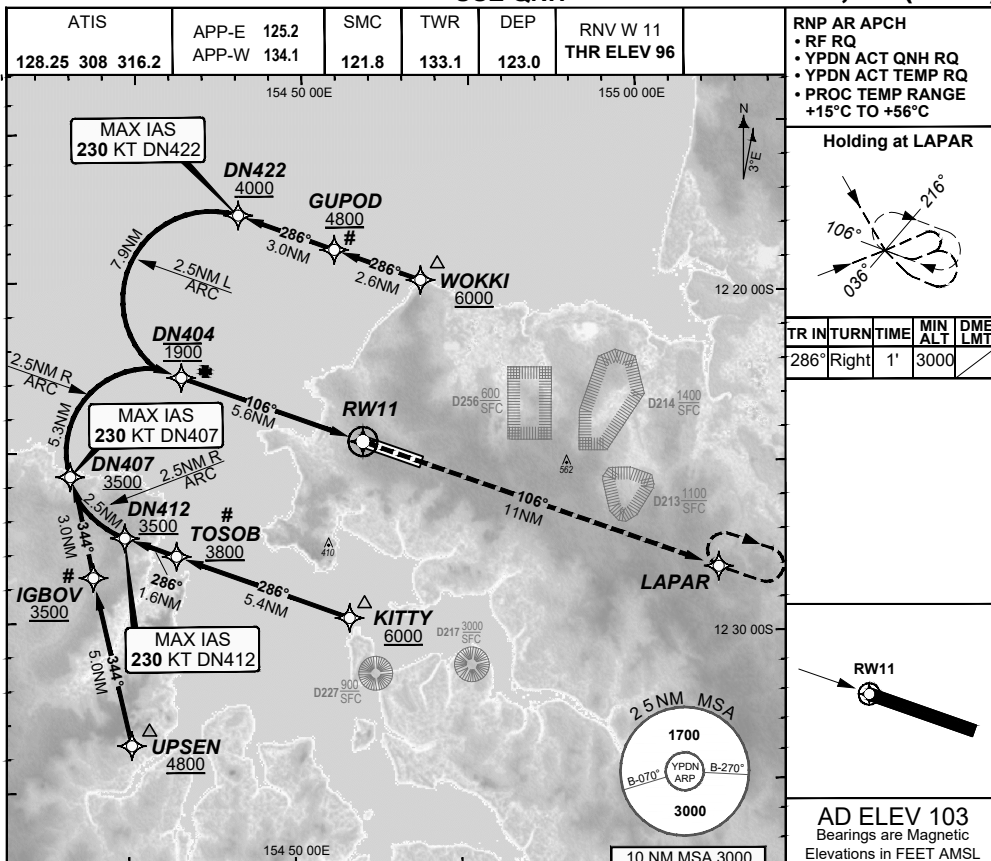 USE QNH
ATIS
128.25 308 316.2
APP-E 125.2
APP-W 134.1
SMC
121.8
TWR
133.1
DEP
123.0
RNV W 11
THR ELEV 96
RNP AR APCH
• RF RQ
• YPDN ACT QNH RQ
• YPDN ACT TEMP RQ
• PROC TEMP RANGE
+15°C TO +56°C
154 50 00E
155 00 00E
N
3°E
MAX IAS
230 KT DN422
DN422
4000
GUPOD
4800
#
286°
3.0NM
286°
2.6NM
WOKKI
6000
7.9NM
2.5NM L
ARC
12 20 00S
DN404
1900
2.5NM R
ARC
5.3NM
MAX IAS
230 KT DN407
106°
5.6NM
RW11
D256 600
SFC
D214 1400
SFC
562
D213 1100
SFC
DN407
3500
2.5NM R
ARC
2.5NM
DN412
3500
#
TOSOB
3800
106°
11NM
LAPAR
410
344°
3.0NM
#
IGBOV
3500
286°
1.6NM
286°
5.4NM
KITTY
6000
12 30 00S
MAX IAS
230 KT DN412
D217 3000
SFC
D227 900
SFC
344°
5.0NM
UPSEN
4800
25NM MSA
1700
YPDN
ARP
B-070°
B-270°
3000
154 50 00E
10 NM MSA 3000
Holding at LAPAR
216°
106°
036°
TR IN TURN TIME MIN ALT DME LMT
286° Right 1' 3000
RW11
AD ELEV 103
Bearings are Magnetic
Elevations in FEET AMSL